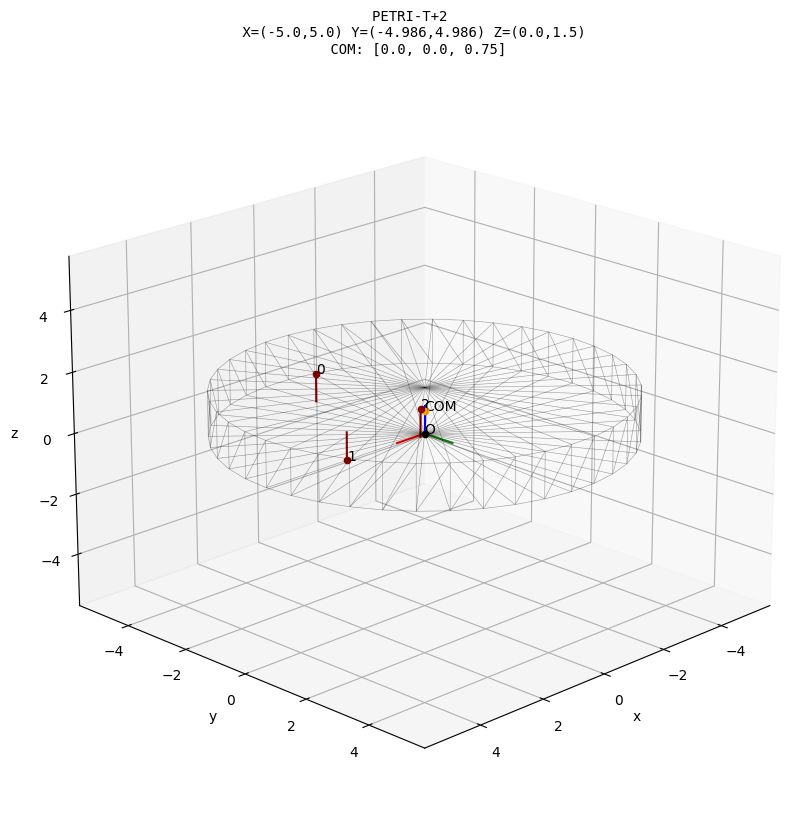 PETRI-T+2
X=(-5.0,5.0) Y=(-4.986,4.986) Z=(0.0,1.5)
COM: [0.0, 0.0, 0.75]
4
2
0
−2
−4
z
0
2
COM
O
1
−4
−2
0
2
4
y
−4
−2
0
2
4
x